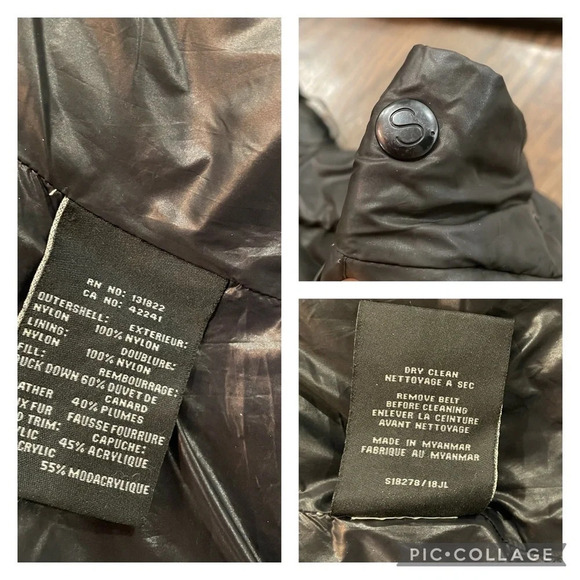 RN NO: 131822
CA NO: 42241
OUTERSHELL: EXTERIEUR:
NYLON 100% NYLON
LINING: DOUBLURE:
NYLON 100% NYLON
FILL: REMBOURRAGE:
DUCK DOWN 60% DUVET DE
CANARD
40% PLUMES
FUR FAUSSE FOURRURE
TRIM: CAPUCHE:
45% ACRYLIQUE
55% MODACRYLIQUE
S
DRY CLEAN
NETTOYAGE A SEC
REMOVE BELT
BEFORE CLEANING
ENLEVER LA CEINTURE
AVANT NETTOYAGE
MADE IN MYANMAR
FABRIQUE AU MYANMAR
S18278/18JL
PIC•COLLAGE